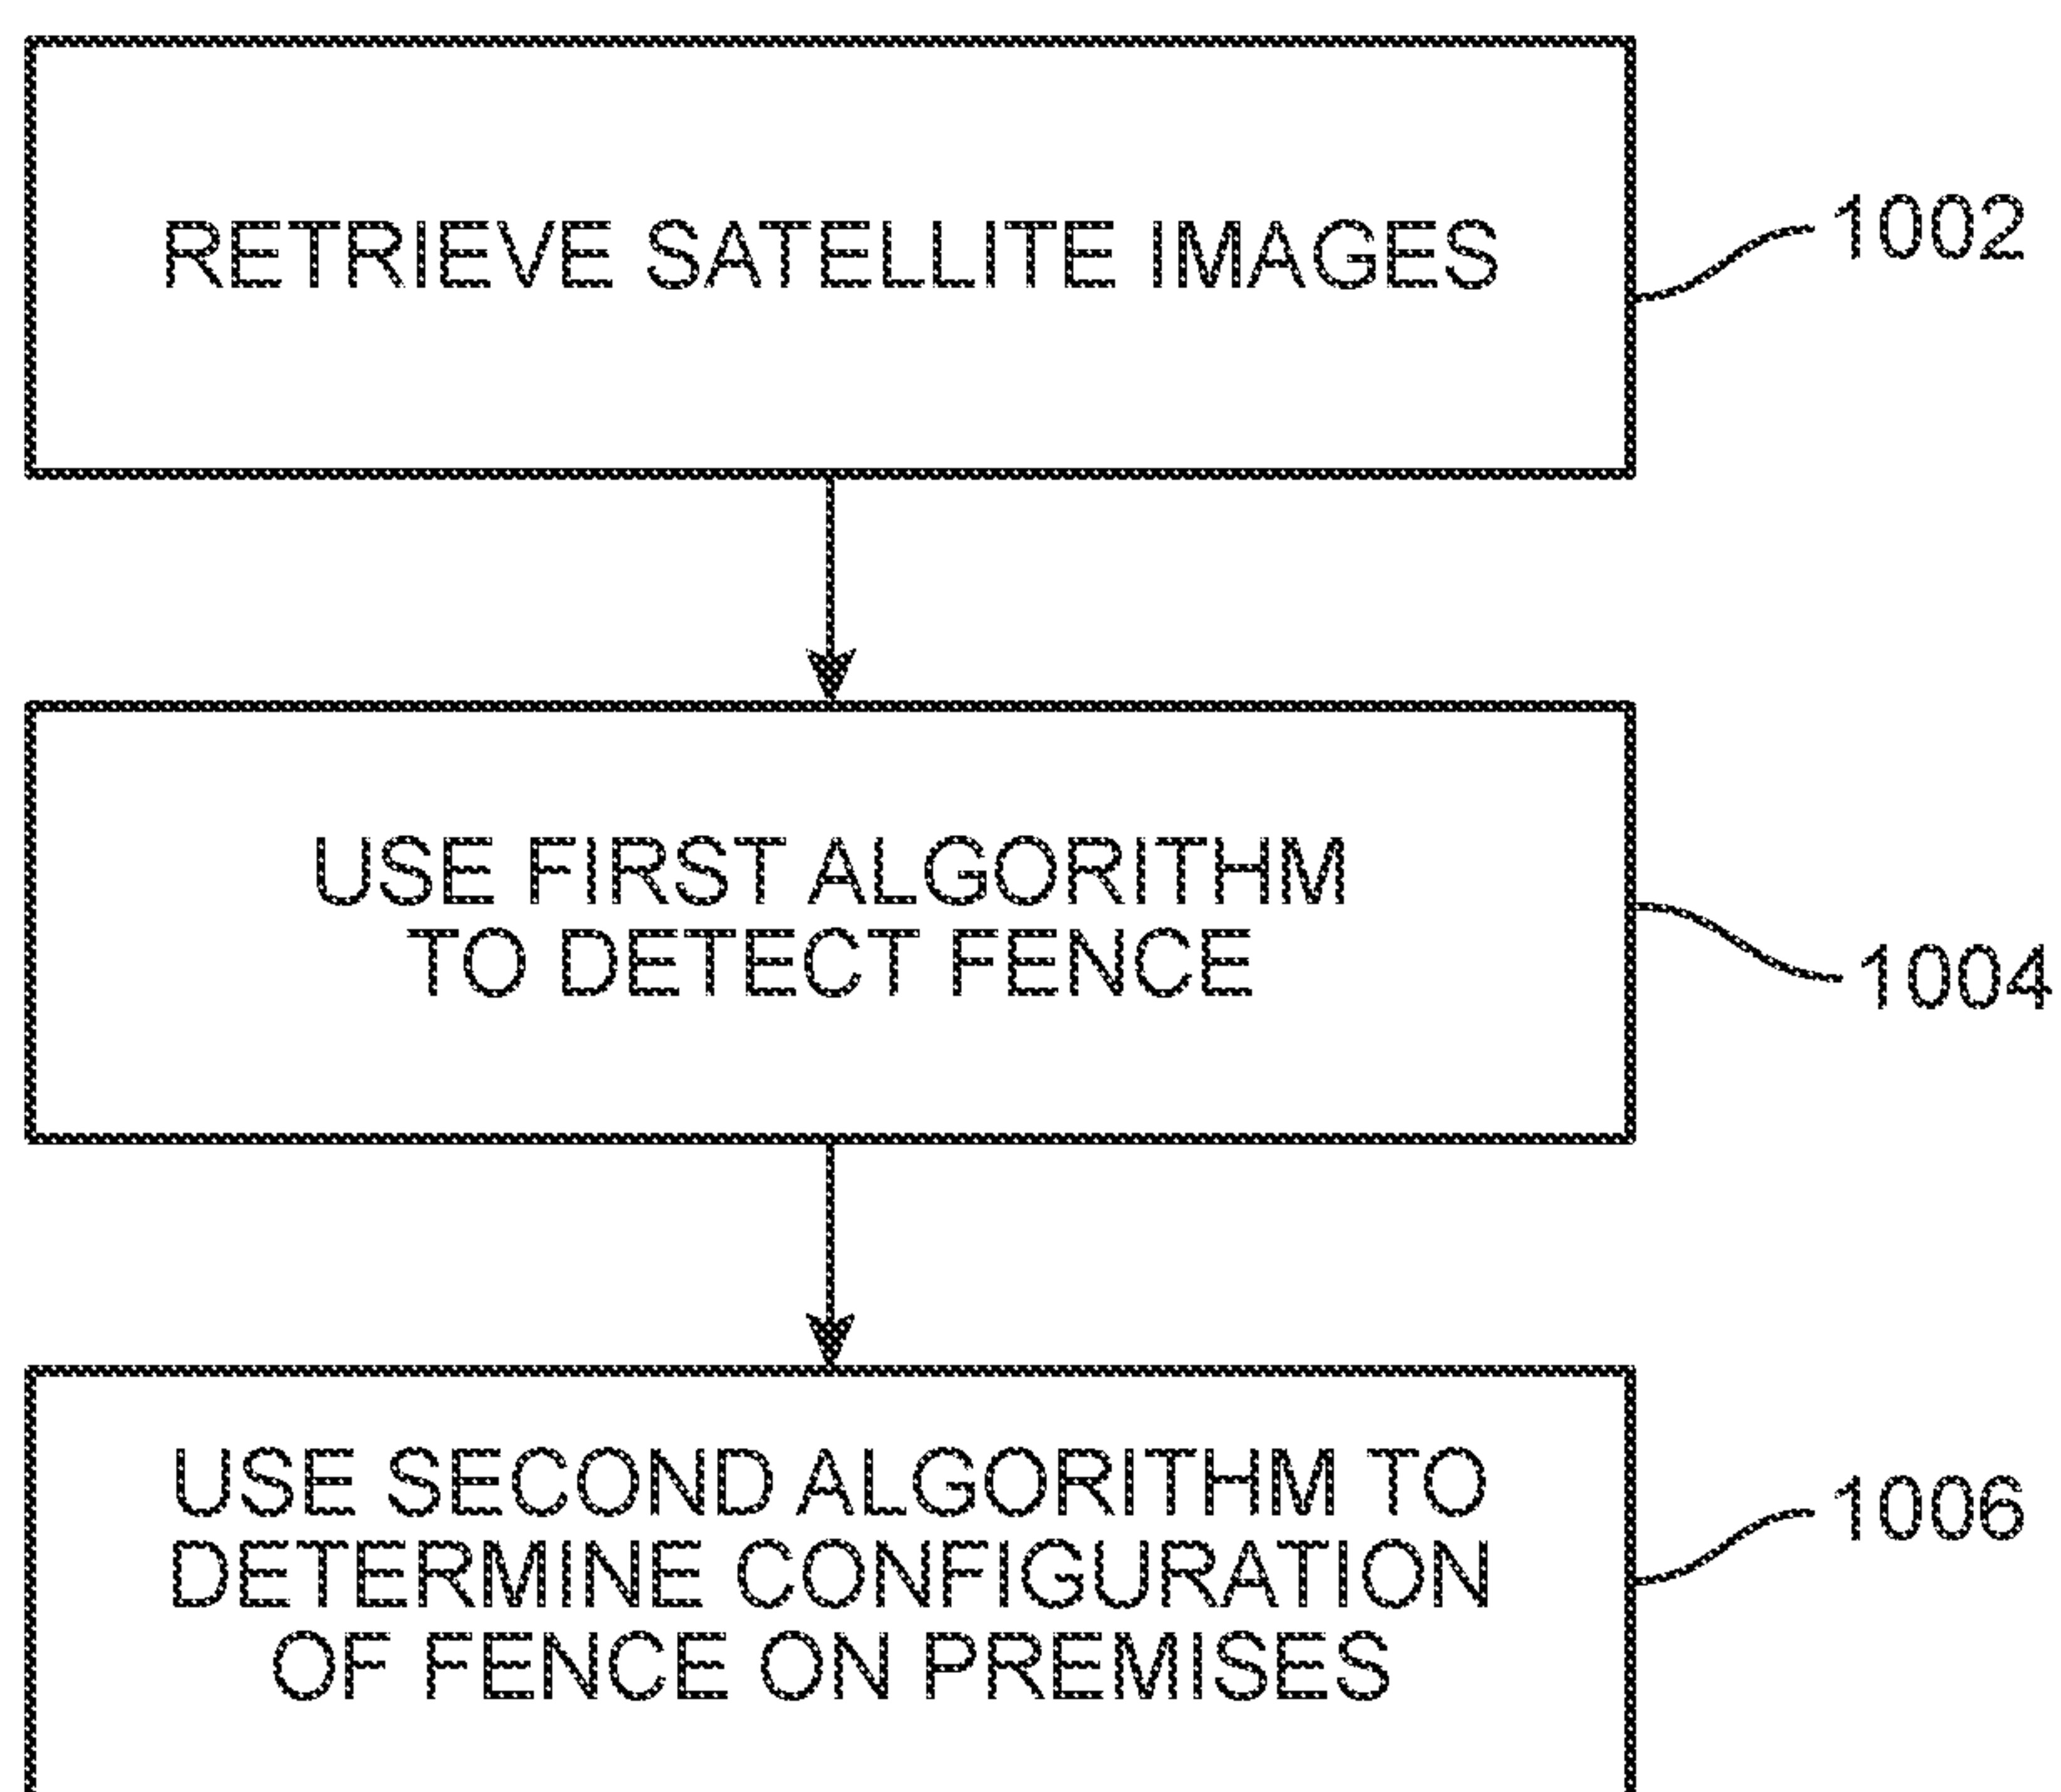 RETRIEVE SATELLITE IMAGES
1002
USE FIRST ALGORITHM
TO DETECT FENCE
1004
USE SECOND ALGORITHM TO
DETERMINE CONFIGURATION
OF FENCE ON PREMISES
1006